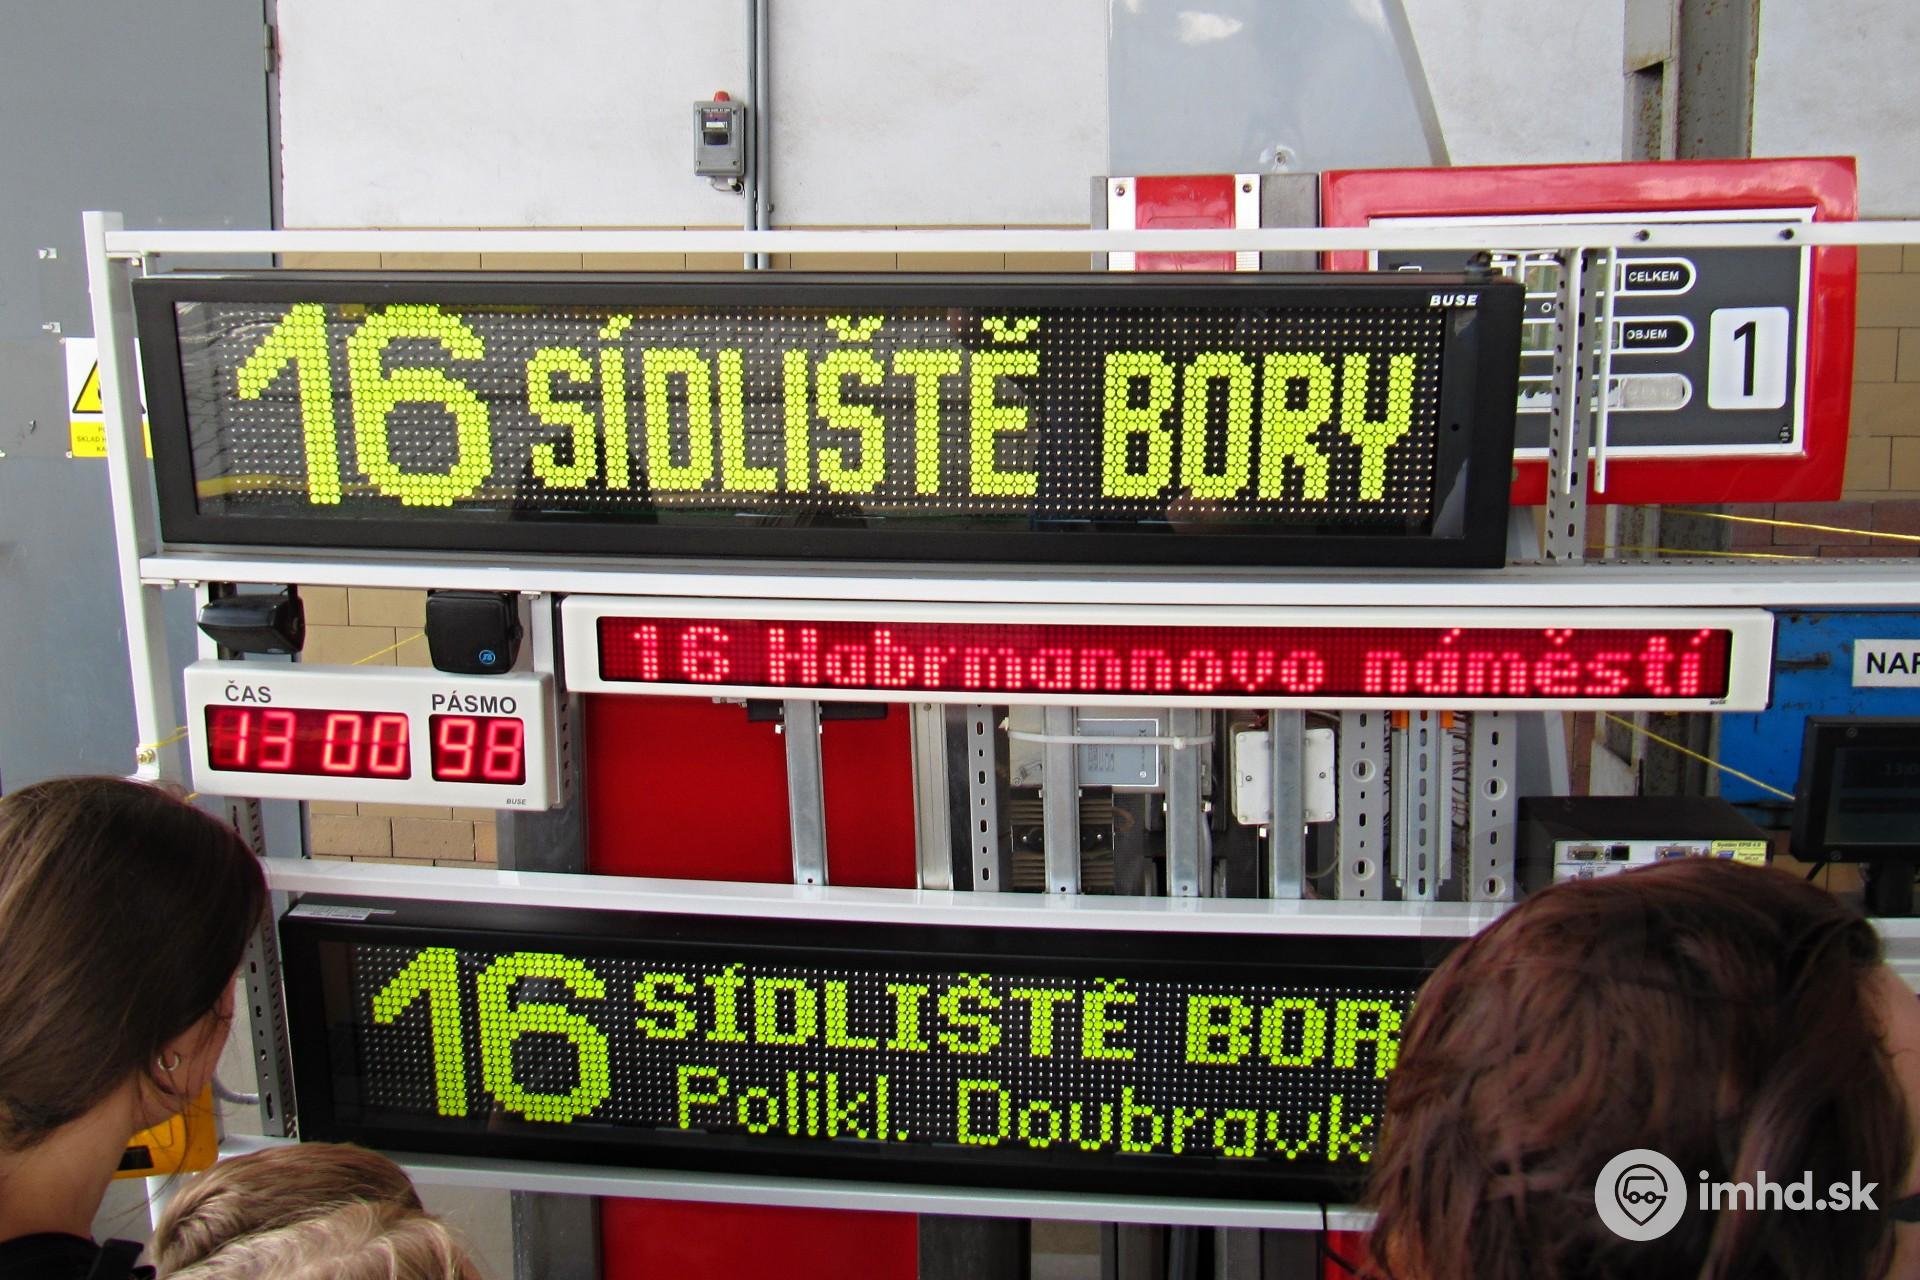 BUSE
16 SÍDLIŠTĚ BORY
CELKEM
OBJEM
1
16 Habrmannovo náměstí
ČAS
PÁSMO
13 00
98
BUSE
NAF
16 SÍDLIŠTĚ BOR
Polikl. Doubravk
imhd.sk